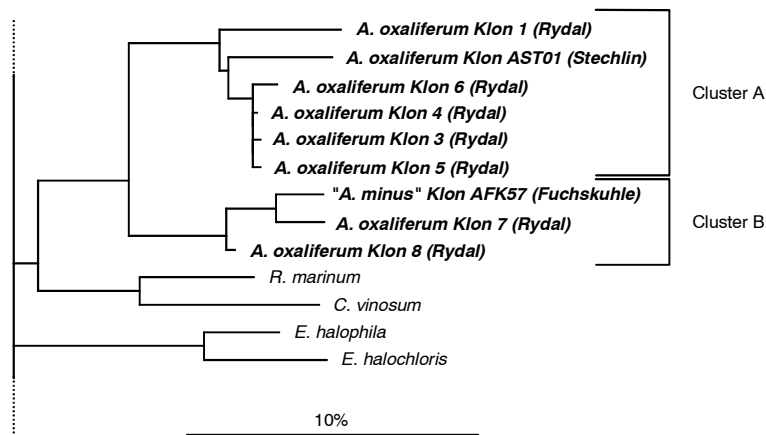 A. oxaliferum Klon 1 (Rydal)
A. oxaliferum Klon AST01 (Stechlin)
A. oxaliferum Klon 6 (Rydal)
A. oxaliferum Klon 4 (Rydal)
A. oxaliferum Klon 3 (Rydal)
A. oxaliferum Klon 5 (Rydal)
Cluster A
"A. minus" Klon AFK57 (Fuchskuhle)
A. oxaliferum Klon 7 (Rydal)
A. oxaliferum Klon 8 (Rydal)
Cluster B
R. marinum
C. vinosum
E. halophila
E. halochloris
10%